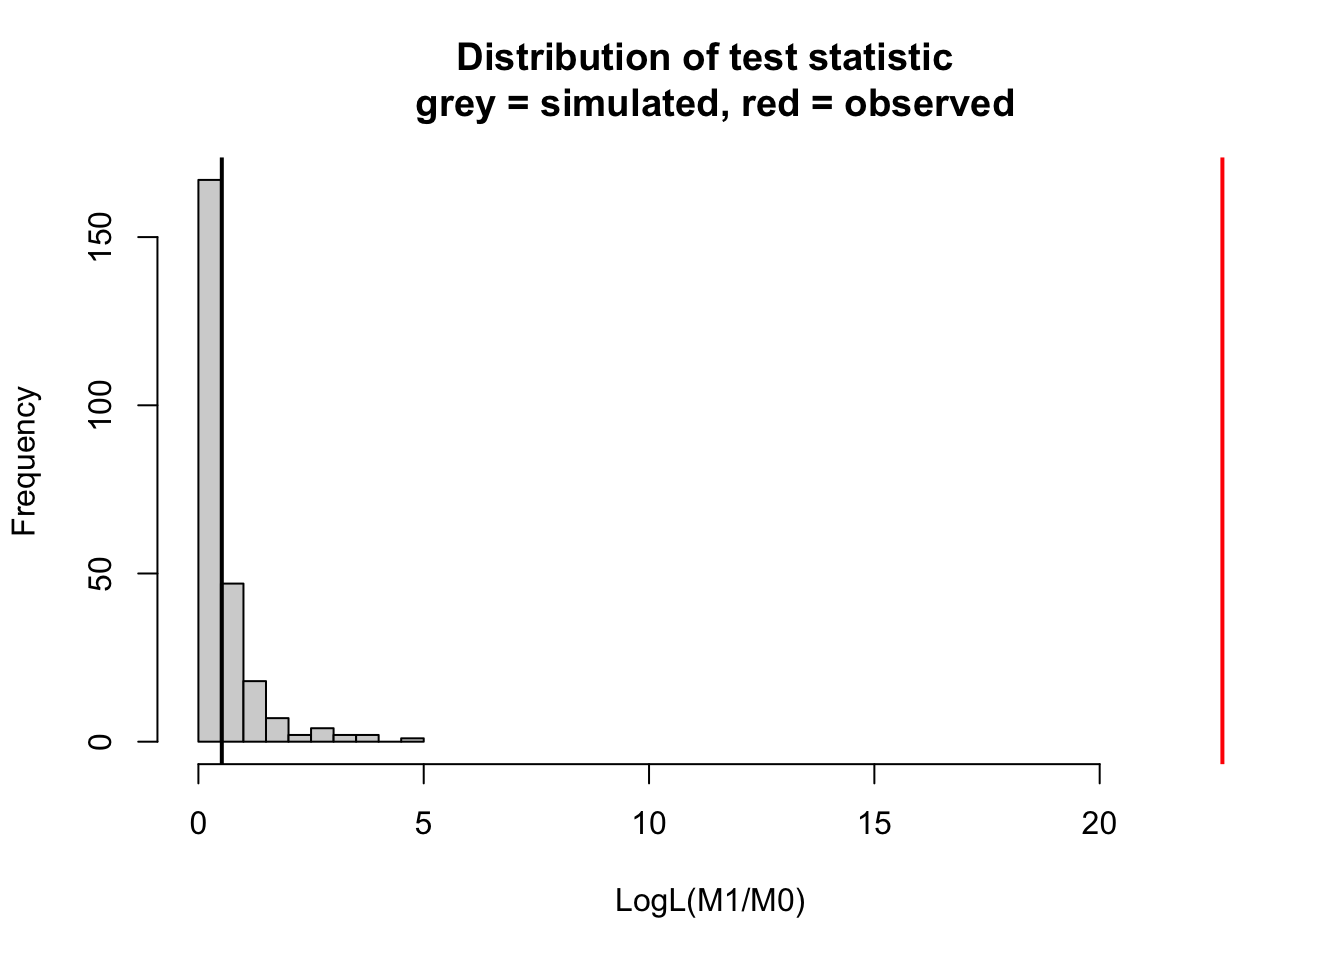 Distribution of test statistic
grey = simulated, red = observed
150
100
50
0
Frequency
0 5 10 15 20
LogL(M1/M0)